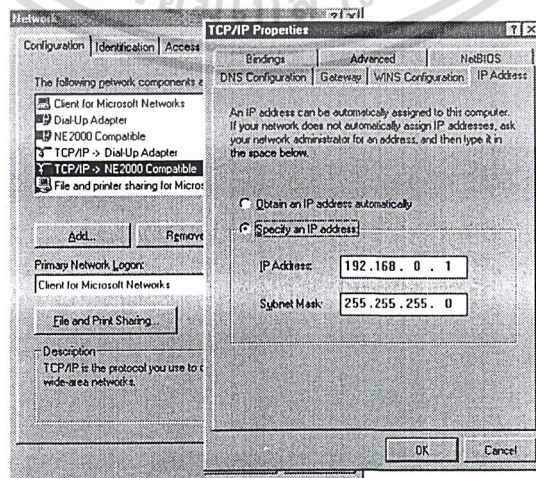 Network
Configuration Identification Access
The following network components a
Client for Microsoft Networks
Dial-Up Adapter
NE2000 Compatible
TCP/IP -> Dial-Up Adapter
TCP/IP -> NE2000 Compatible
File and printer sharing for Micros
Add... Remove
Primary Network Logon:
Client for Microsoft Networks
File and Print Sharing...
Description
TCP/IP is the protocol you use to c
wide-area networks.
TCP/IP Properties
Bindings Advanced NetBIOS
DNS Configuration Gateway WINS Configuration IP Address
An IP address can be automatically assigned to this computer.
If your network does not automatically assign IP addresses, ask
your network administrator for an address, and then type it in
the space below.
Obtain an IP address automatically
Specify an IP address:
IP Address: 192.168. 0 . 1
Subnet Mask: 255.255.255. 0
OK Cancel